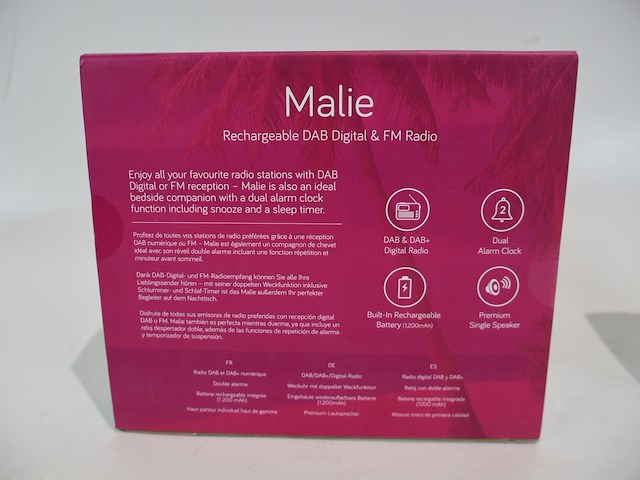 Malie
Rechargeable DAB Digital & FM Radio
Enjoy all your favourite radio stations with DAB
Digital or FM reception – Malie is also an ideal
bedside companion with a dual alarm clock
function including snooze and a sleep timer.
Profitez de toutes vos stations de radio préférées grâce à une réception
DAB numérique ou FM – Malie est également un compagnon de chevet
idéal avec son réveil double alarme incluant une fonction répétition et
minuteur avant sommeil.
Dank DAB-Digital- und FM-Radioempfang können Sie alle Ihre
Lieblingssender hören – mit seiner doppelten Weckfunktion inklusive
Schlummer- und Schlaf-Timer ist das Malie außerdem Ihr perfekter
Begleiter auf dem Nachttisch.
Disfrute de todas sus emisoras de radio preferidas con recepción digital
DAB o FM. Malie también es perfecta mientras duerme, ya que incluye un
reloj despertador doble, además de las funciones de repetición de alarma
y temporizador de suspensión.
DAB & DAB+
Digital Radio
2
Dual
Alarm Clock
Built-In Rechargeable
Battery (1,200mAh)
Premium
Single Speaker
FR
Radio DAB et DAB+ numérique
Double alarme
Batterie rechargeable intégrée
(1 200 mAh)
Haut-parleur individuel haut de gamme
DE
DAB/DAB+/Digital-Radio
Weckuhr mit doppelter Weckfunktion
Eingebaute wiederaufladbare Batterie
(1.200mAh)
Premium-Lautsprecher
ES
Radio digital DAB y DAB+
Reloj con doble alarma
Batería recargable integrada
(1200 mAh)
Altavoz único de primera calidad